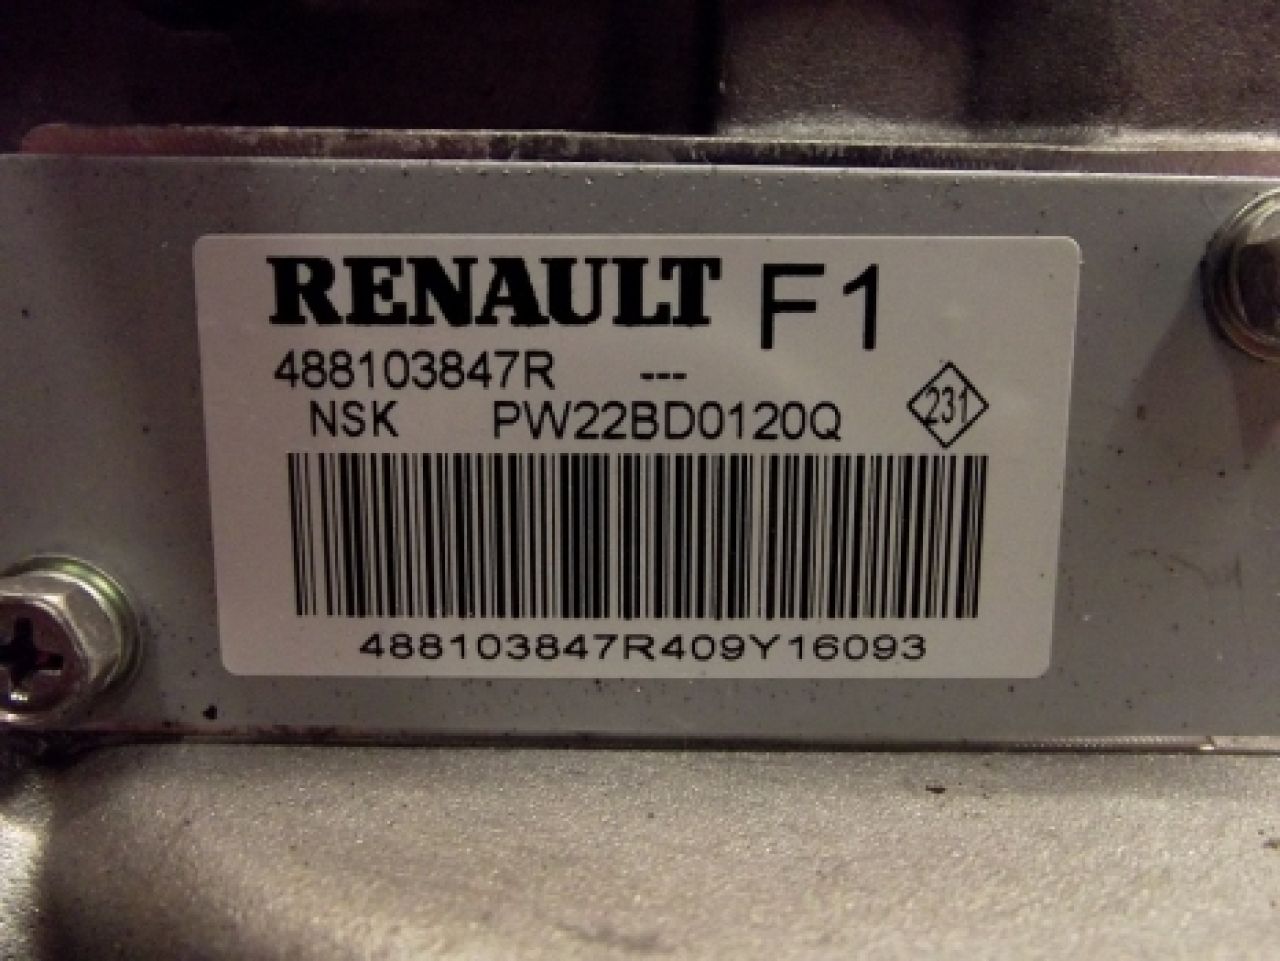 RENAULT F1
488103847R ---
NSK PW22BD0120Q 231
488103847R409Y16093